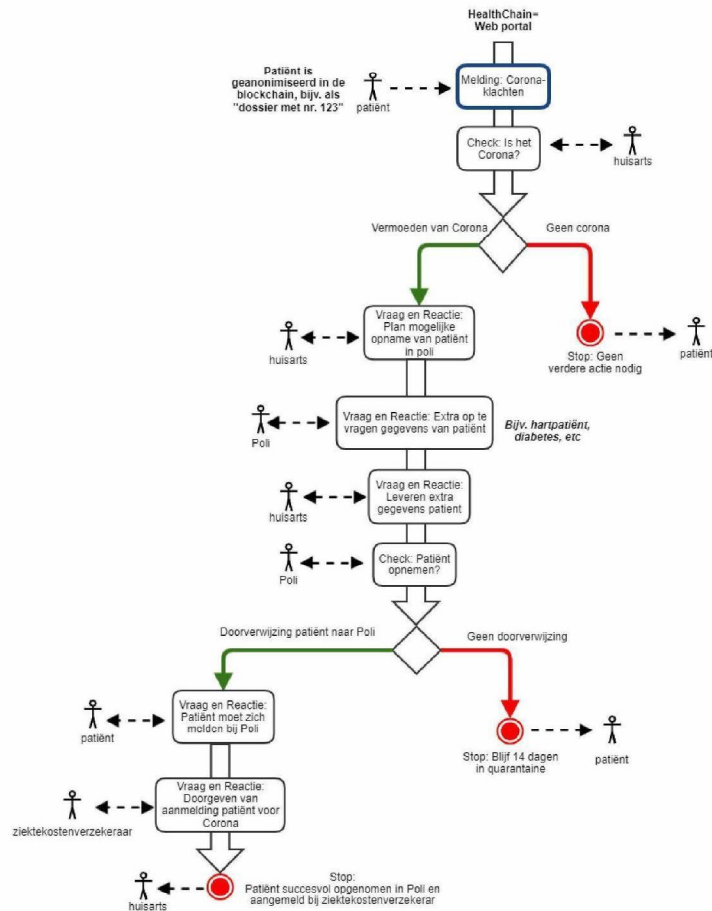 HealthChain=
Web portal
Patiënt is
geanonimiseerd in de
blockchain, bijv. als
"dossier met nr. 123"
patiënt
Melding: Corona-
klachten
Check: Is het
Corona?
huisarts
Vermoeden van Corona
Geen corona
Vraag en Reactie:
Plan mogelijke
opname van patiënt
in poli
huisarts
Stop: Geen
verdere actie nodig
patiënt
Poli
Vraag en Reactie: Extra op te
vragen gegevens van patiënt
Bijv. hartpatiënt,
diabetes, etc
huisarts
Vraag en Reactie:
Leveren extra
gegevens patient
Poli
Check: Patiënt
opnemen?
Doorverwijzing patiënt naar Poli
Geen doorverwijzing
patiënt
Vraag en Reactie:
Patiënt moet zich
melden bij Poli
Stop: Blijf 14 dagen
in quarantaine
patiënt
ziektekostenverzekeraar
Vraag en Reactie:
Doorgeven van
aanmelding patiënt voor
Corona
huisarts
Stop:
Patiënt succesvol opgenomen in Poli en
aangemeld bij ziektekostenverzekerar